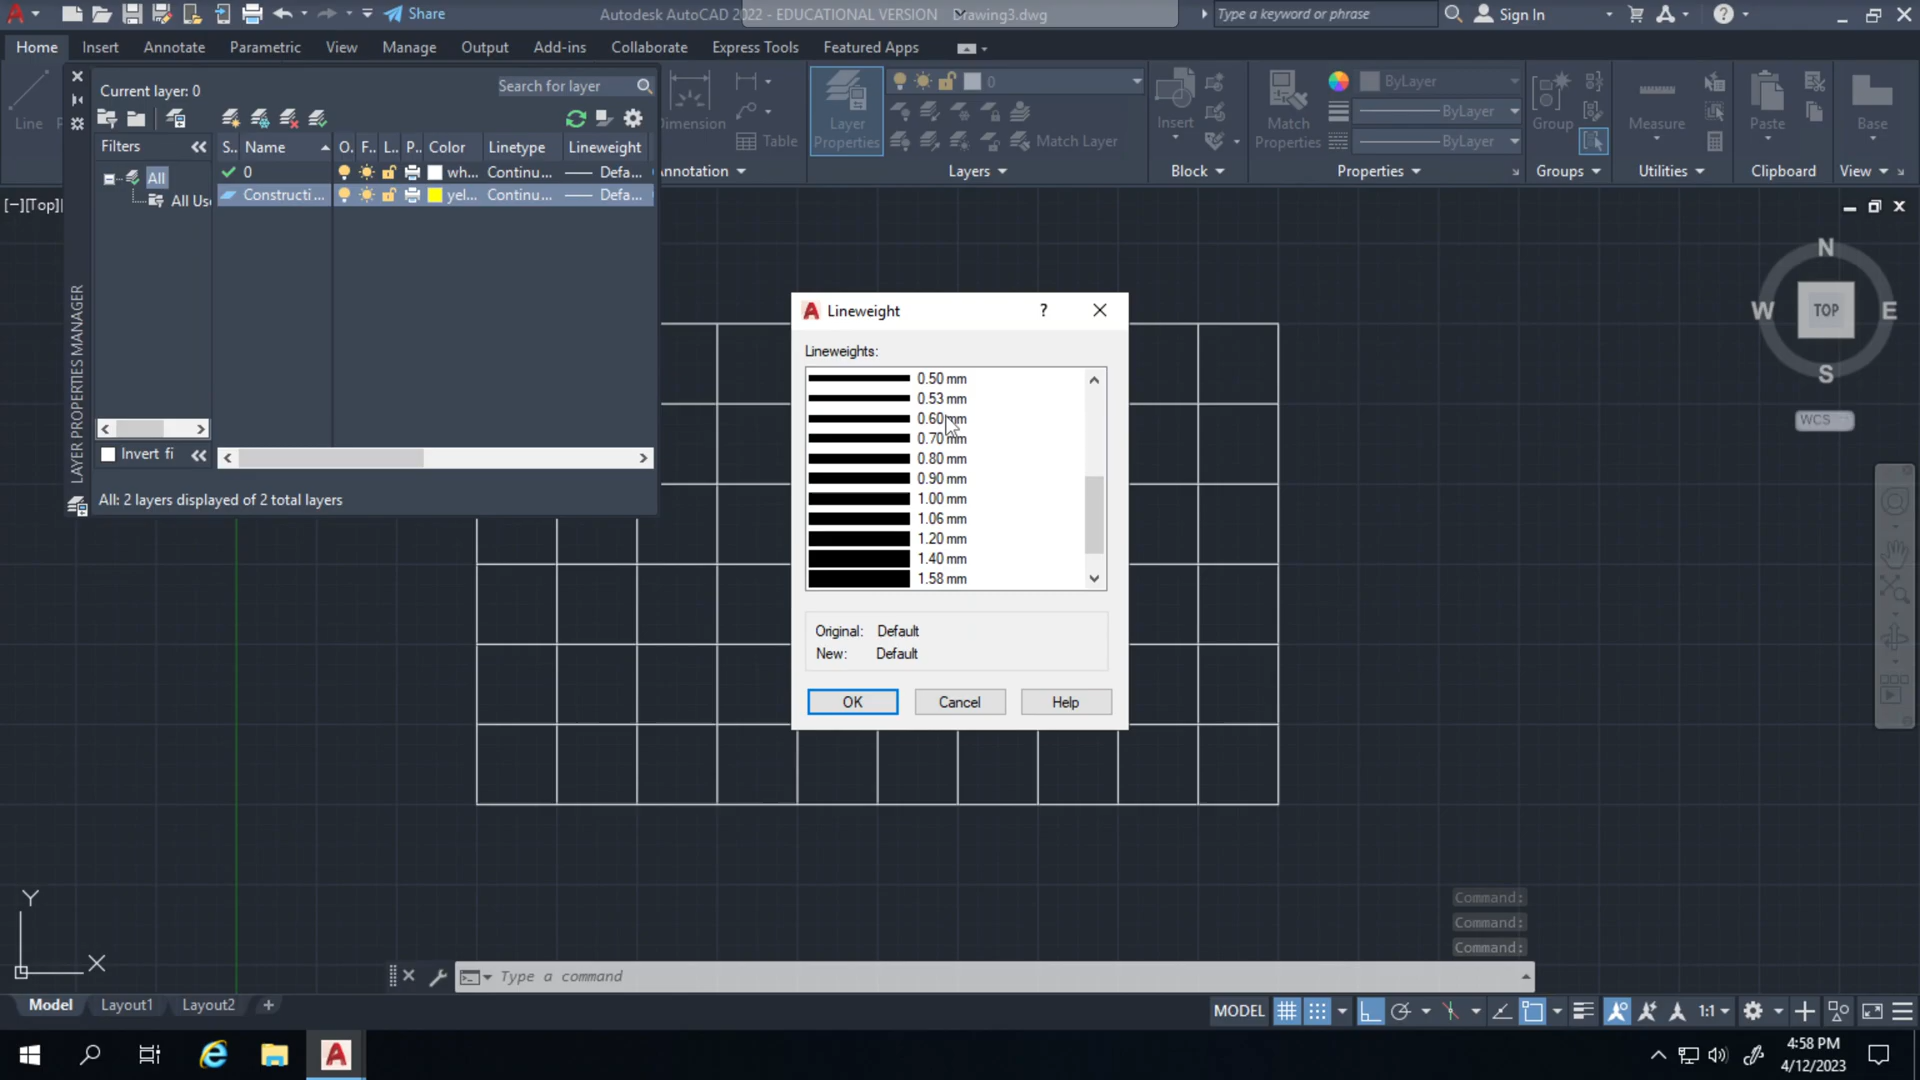 Share
Autodesk AutoCAD 2022 - EDUCATIONAL VERSION Drawing3.dwg
Type a keyword or phrase
Sign In
Home Insert Annotate Parametric View Manage Output Add-ins Collaborate Express Tools Featured Apps
Current layer: 0
Search for layer
0
ByLayer
Line
Dimension
Layer
Properties
Insert
Match
Properties
ByLayer
Group
Measure
Paste
Base
Table
Match Layer
ByLayer
Filters
S.. Name O. F.. L.. P.. Color Linetype Lineweight
Layers
Block
Properties
Groups
Utilities
Clipboard
View
All
0 wh... Continu... Defa...
All Us
Constructi... yel... Continu... Defa...
[−][Top]
LAYER PROPERTIES MANAGER
Invert fi
All: 2 layers displayed of 2 total layers
Lineweight
?
Lineweights:
0.50 mm
0.53 mm
0.60 mm
0.70 mm
0.80 mm
0.90 mm
1.00 mm
1.06 mm
1.20 mm
1.40 mm
1.58 mm
Original: Default
New: Default
OK Cancel Help
N
W TOP E
S
WCS
Y
X
Command:
Command:
Command:
Type a command
Model Layout1 Layout2 +
MODEL
1:1
4:58 PM
4/12/2023